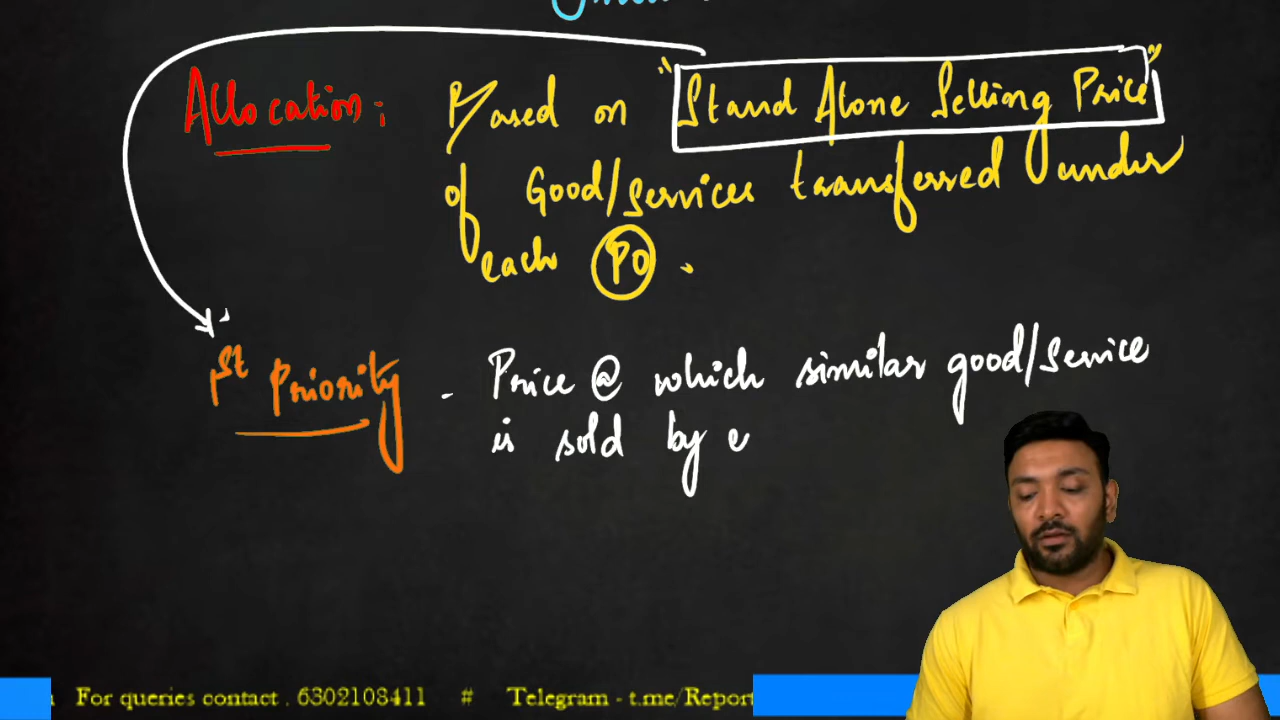 Allocation : Based on "Stand Alone Selling Price"
of Good/Services transferred under
each PO .
1st Priority - Price @ which similar good/service
is sold by e
For queries contact . 6302108411 # Telegram - t.me/Report